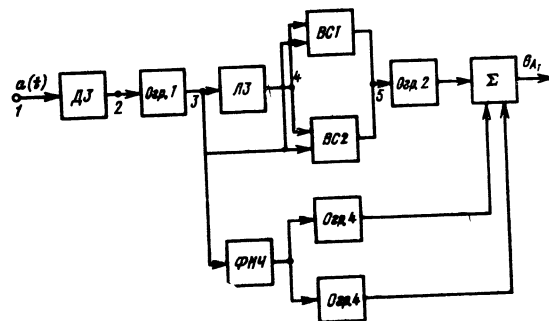 a(t)
1
ДЗ
2
Огр.1
3
ЛЗ
4
ВС1
ВС2
5
Огр.2
Σ
θA1
ФНЧ
Огр.4
Огр.4